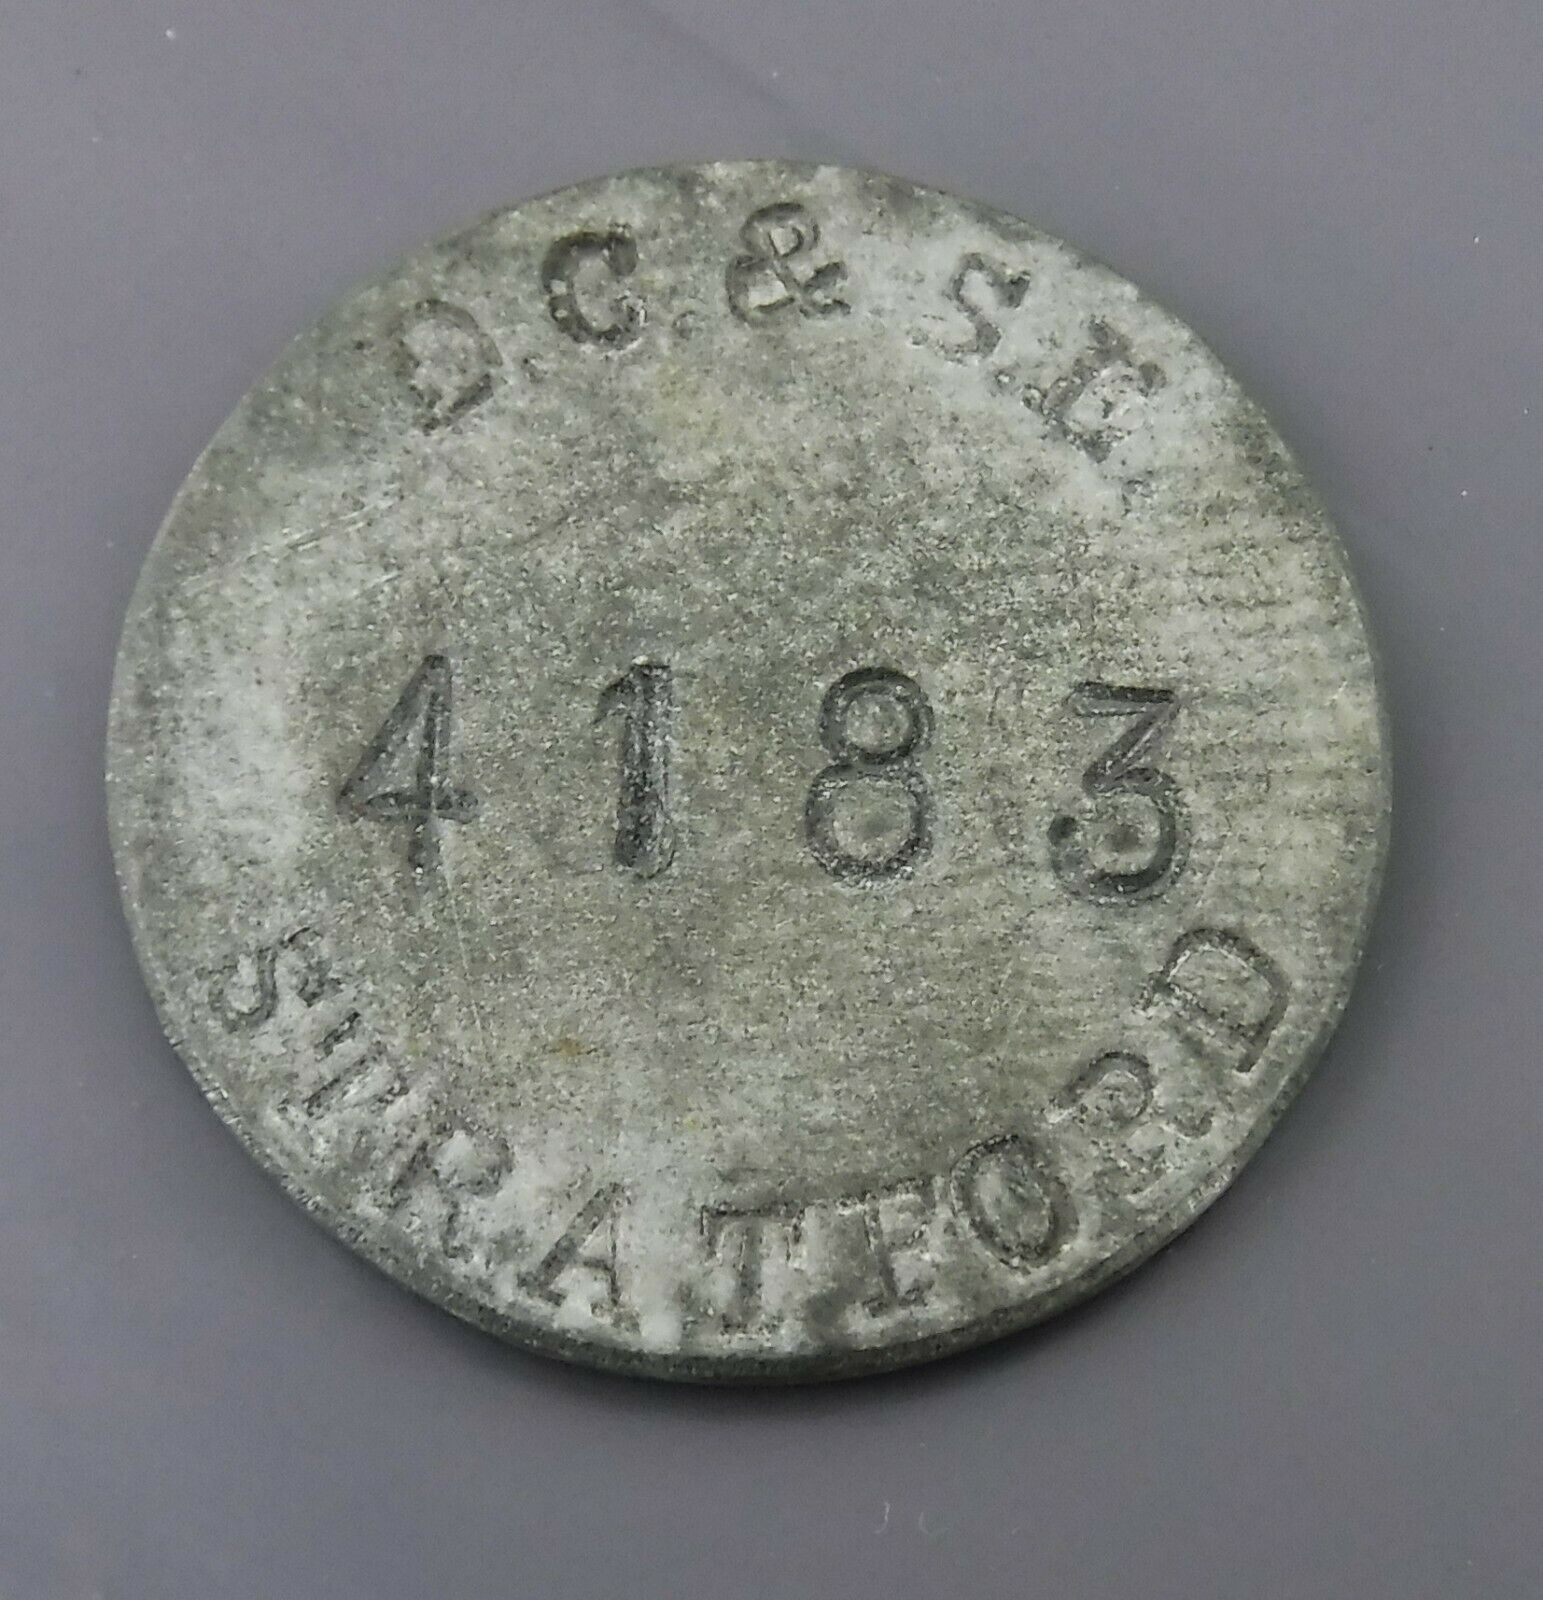 D.C. & S.E.
4183
STRATFORD